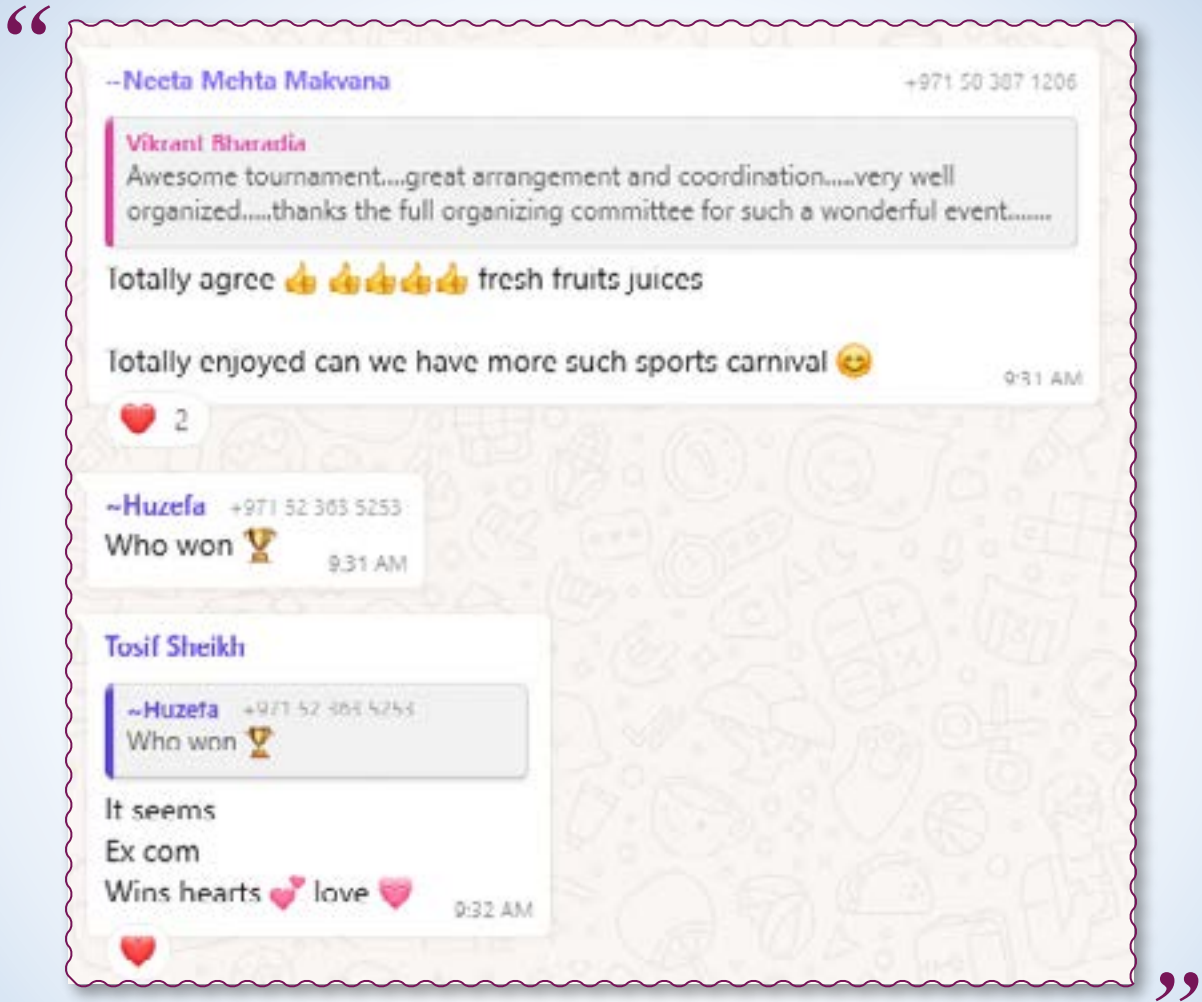 “
~Neeta Mehta Makvana +971 50 387 1206
Vikrant Bharadia
Awesome tournament....great arrangement and coordination.....very well
organized.....thanks the full organizing committee for such a wonderful event.......
Totally agree 👍 👍👍👍👍 fresh fruits juices
Totally enjoyed can we have more such sports carnival 😊
9:31 AM
❤️ 2
~Huzefa +971 52 363 5253
Who won 🏆
9:31 AM
Tosif Sheikh
~Huzefa +971 52 363 5253
Who won 🏆
It seems
Ex com
Wins hearts 💕 love 💗
9:32 AM
❤️
”